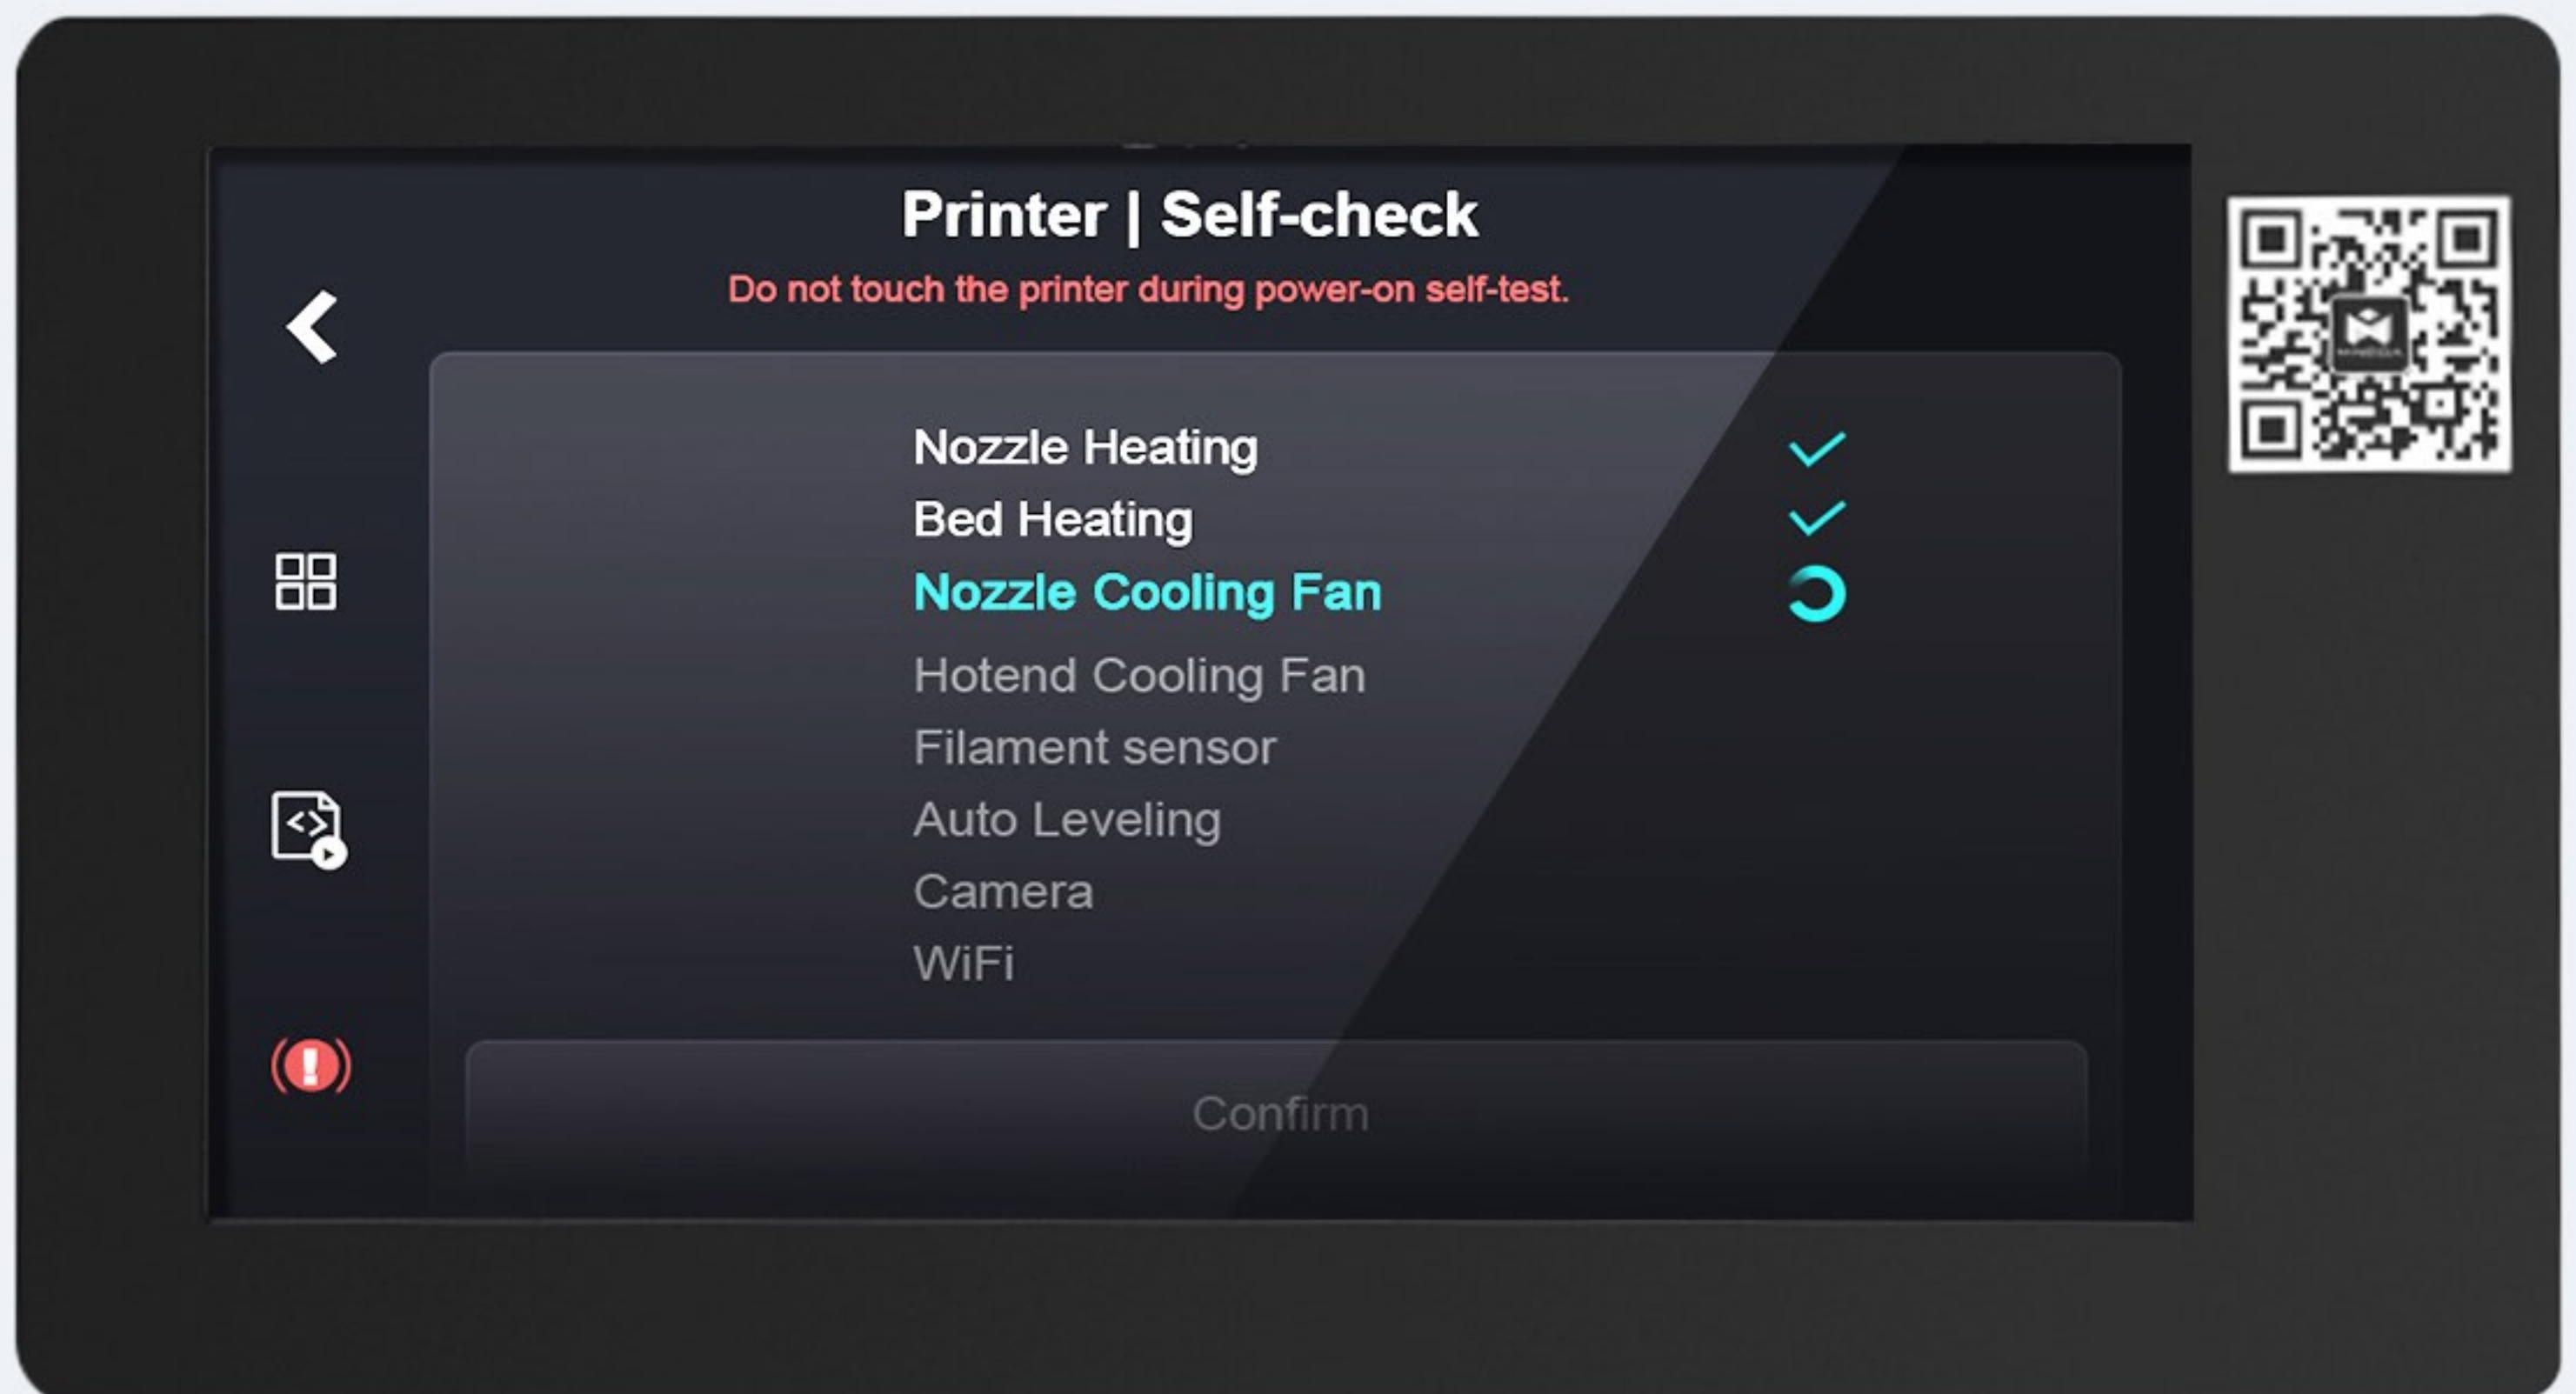 Printer | Self-check
Do not touch the printer during power-on self-test.
Nozzle Heating
Bed Heating
Nozzle Cooling Fan
Hotend Cooling Fan
Filament sensor
Auto Leveling
Camera
WiFi
Confirm